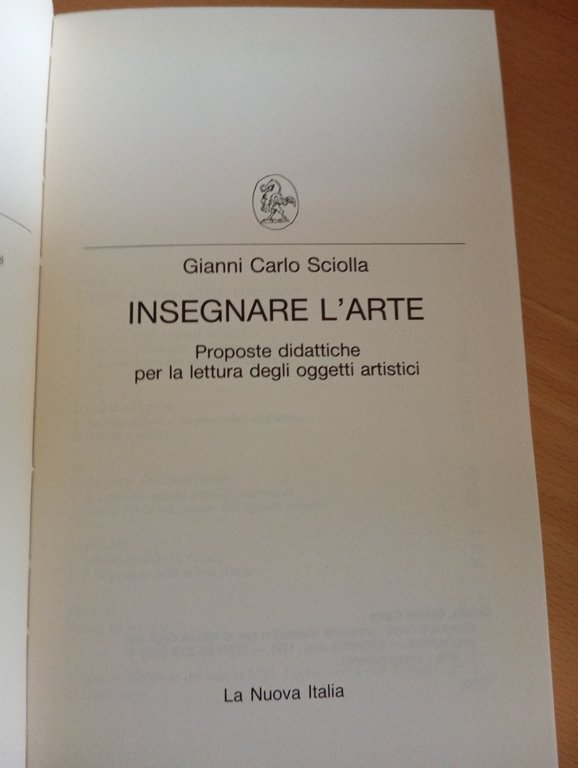 Gianni Carlo Sciolla
INSEGNARE L'ARTE
Proposte didattiche
per la lettura degli oggetti artistici
La Nuova Italia